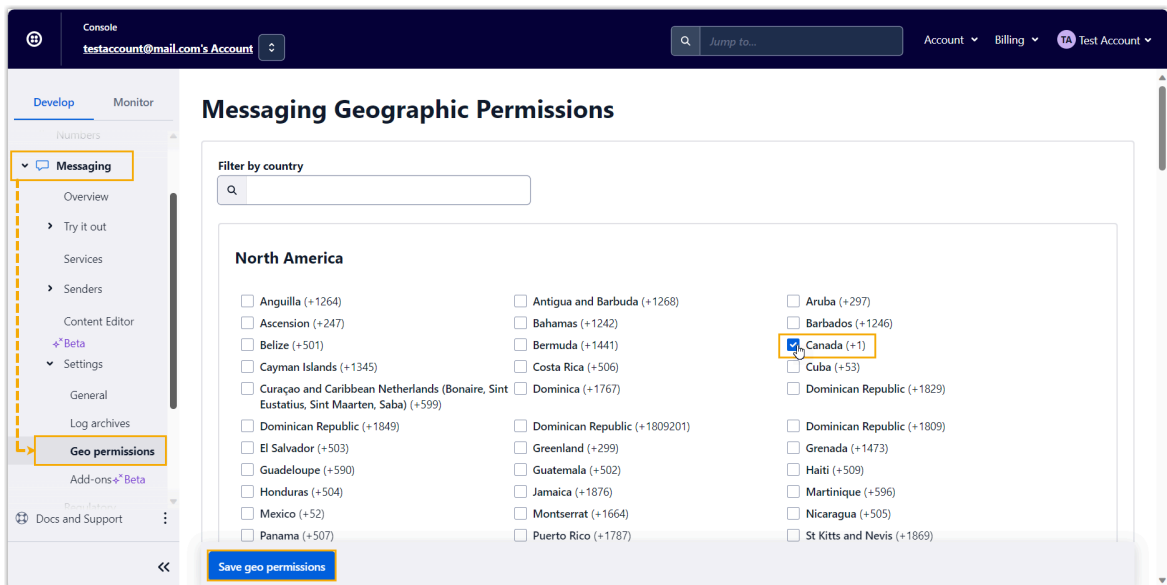 Console
testaccount@mail.com's Account
Jump to...
Account
Billing
TA Test Account
Develop
Monitor
Numbers
Messaging
Overview
Try it out
Services
Senders
Content Editor
Beta
Settings
General
Log archives
Geo permissions
Add-ons Beta
Docs and Support
Messaging Geographic Permissions
Filter by country
North America
Anguilla (+1264) Antigua and Barbuda (+1268) Aruba (+297)
Ascension (+247) Bahamas (+1242) Barbados (+1246)
Belize (+501) Bermuda (+1441) Canada (+1)
Cayman Islands (+1345) Costa Rica (+506) Cuba (+53)
Curaçao and Caribbean Netherlands (Bonaire, Sint Dominica (+1767) Dominican Republic (+1829)
Eustatius, Sint Maarten, Saba) (+599)
Dominican Republic (+1849) Dominican Republic (+1809201) Dominican Republic (+1809)
El Salvador (+503) Greenland (+299) Grenada (+1473)
Guadeloupe (+590) Guatemala (+502) Haiti (+509)
Honduras (+504) Jamaica (+1876) Martinique (+596)
Mexico (+52) Montserrat (+1664) Nicaragua (+505)
Panama (+507) Puerto Rico (+1787) St Kitts and Nevis (+1869)
Save geo permissions